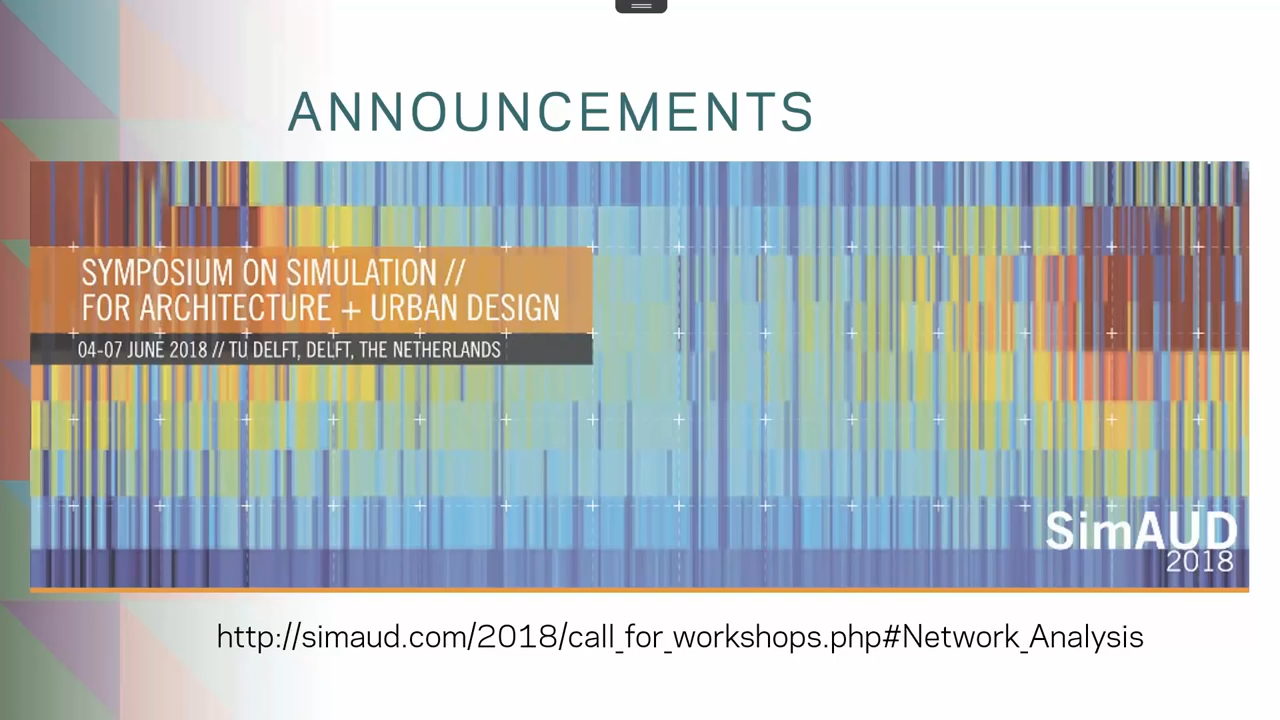 ANNOUNCEMENTS
SYMPOSIUM ON SIMULATION //
FOR ARCHITECTURE + URBAN DESIGN
04-07 JUNE 2018 // TU DELFT, DELFT, THE NETHERLANDS
SimAUD
2018
http://simaud.com/2018/call_for_workshops.php#Network_Analysis